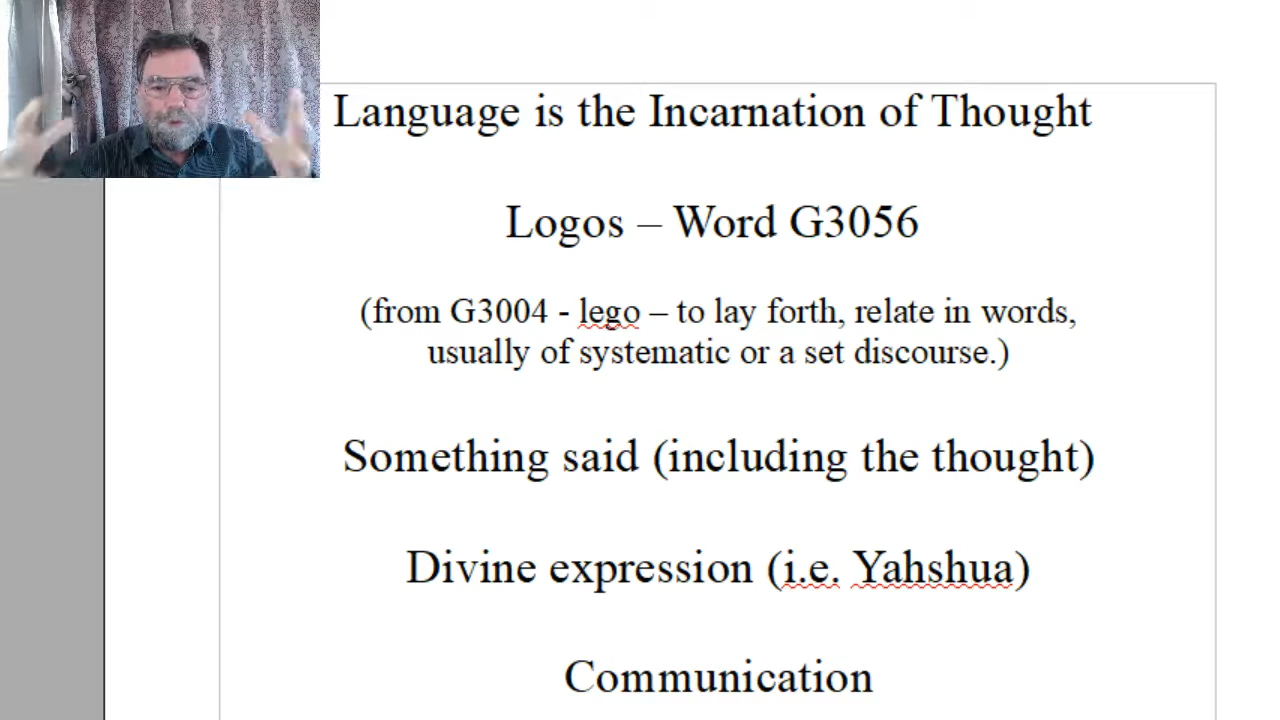 Language is the Incarnation of Thought
Logos – Word G3056
(from G3004 - lego – to lay forth, relate in words,
usually of systematic or a set discourse.)
Something said (including the thought)
Divine expression (i.e. Yahshua)
Communication